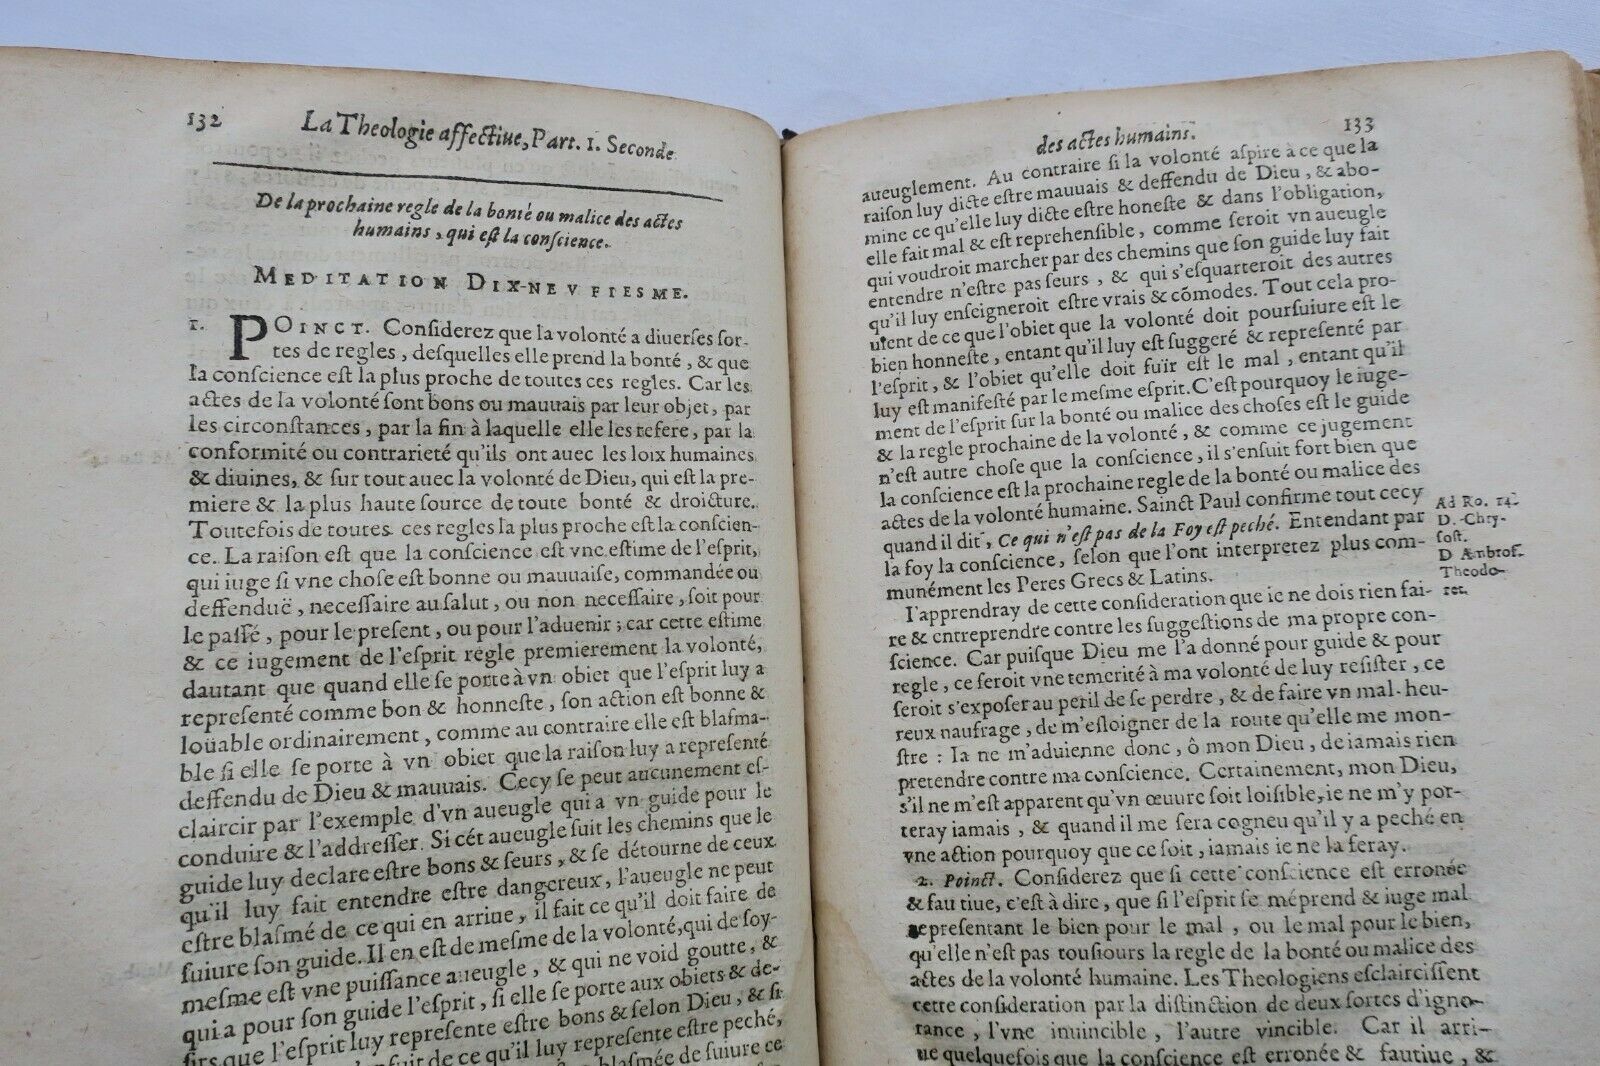 132 La Theologie affectiue, Part. 1. Seconde
De la prochaine regle de la bonté ou malice des actes
humains, qui est la conſcience.
MEDITATION DIX-NEVFIESME.
1. POINCT. Conſiderez que la volonté a diuerſes ſor-
tes de regles, deſquelles elle prend la bonté, & que
la conſcience eſt la plus proche de toutes ces regles. Car les
actes de la volonté ſont bons ou mauuais par leur objet, par
les circonſtances, par la fin à laquelle elle les refere, par la
conformité ou contrarieté qu'ils ont auec les loix humaines
& diuines, & ſur tout auec la volonté de Dieu, qui eſt la pre-
miere & la plus haute ſource de toute bonté & droicture.
Toutefois de toutes ces regles la plus proche eſt la conſcien-
ce. La raiſon eſt que la conſcience eſt vne eſtime de l'eſprit,
qui iuge ſi vne choſe eſt bonne ou mauuaiſe, commandée ou
deffenduë, neceſſaire au ſalut, ou non neceſſaire, ſoit pour
le paſſé, pour le preſent, ou pour l'aduenir; car cette eſtime
& ce iugement de l'eſprit regle premierement la volonté,
dautant que quand elle ſe porte à vn obiet que l'eſprit luy a
repreſenté comme bon & honneſte, ſon action eſt bonne &
loüable ordinairement, comme au contraire elle eſt blaſma-
ble ſi elle ſe porte à vn obiet que la raiſon luy a repreſenté
deffendu de Dieu & mauuais. Cecy ſe peut aucunement eſ-
claircir par l'exemple d'vn aueugle qui a vn guide pour le
conduire & l'addreſſer. Si cét aueugle ſuit les chemins que le
guide luy declare eſtre bons & ſeurs, & ſe détourne de ceux
qu'il luy fait entendre eſtre dangereux, l'aueugle ne peut
eſtre blaſmé de ce qui en arriue, il fait ce qu'il doit faire de
ſuiure ſon guide. Il en eſt de meſme de la volonté, qui de ſoy-
meſme eſt vne puiſſance aueugle, & qui ne void goutte, &
qui a pour ſon guide l'eſprit, ſi elle ſe porte aux obiets & de-
ſirs que l'eſprit luy repreſente eſtre bons & ſelon Dieu, & ſi
fuit de ce qu'il luy repreſente eſtre peché,
blaſmée de ſuiure ce
des actes humains. 133
aueuglement. Au contraire ſi la volonté aſpire à ce que la
raiſon luy dicte eſtre mauuais & deffendu de Dieu, & abo-
mine ce qu'elle luy dicte eſtre honeſte & dans l'obligation,
elle fait mal & eſt reprehenſible, comme ſeroit vn aueugle
qui voudroit marcher par des chemins que ſon guide luy fait
entendre n'eſtre pas ſeurs, & qui s'eſquarteroit des autres
qu'il luy enſeigneroit eſtre vrais & cõmodes. Tout cela pro-
uient de ce que l'obiet que la volonté doit pourſuiure eſt le
bien honneſte, entant qu'il luy eſt ſuggeré & repreſenté par
l'eſprit, & l'obiet qu'elle doit fuïr eſt le mal, entant qu'il
luy eſt manifeſté par le meſme eſprit. C'eſt pourquoy le iuge-
ment de l'eſprit ſur la bonté ou malice des choſes eſt le guide
& la regle prochaine de la volonté, & comme ce jugement
n'eſt autre choſe que la conſcience, il s'enſuit fort bien que
la conſcience eſt la prochaine regle de la bonté ou malice des
actes de la volonté humaine. Sainct Paul confirme tout cecy
quand il dit, Ce qui n'eſt pas de la Foy eſt peché. Entendant par
la foy la conſcience, ſelon que l'ont interpretez plus com-
munément les Peres Grecs & Latins.
Ad Ro. 14.
D. Chry-
ſoſt.
D Ambroſ.
Theodo-
ret.
I'apprendray de cette conſideration que ie ne dois rien fai-
re & entreprendre contre les ſuggeſtions de ma propre con-
ſcience. Car puiſque Dieu me l'a donné pour guide & pour
regle, ce ſeroit vne temerité à ma volonté de luy reſiſter, ce
ſeroit s'expoſer au peril de ſe perdre, & de faire vn mal-heu-
reux naufrage, de m'eſloigner de la route qu'elle me mon-
ſtre: Ia ne m'aduienne donc, ô mon Dieu, de iamais rien
pretendre contre ma conſcience. Certainement, mon Dieu,
s'il ne m'eſt apparent qu'vn œuure ſoit loiſible, ie ne m'y por-
teray iamais, & quand il me ſera cogneu qu'il y a peché en
vne action pourquoy que ce ſoit, iamais ie ne la feray.
2. Poinct. Conſiderez que ſi cette conſcience eſt erronée
& fautiue, c'eſt à dire, que ſi l'eſprit ſe méprend & iuge mal
repreſentant le bien pour le mal, ou le mal pour le bien,
qu'elle n'eſt pas touſiours la regle de la bonté ou malice des
actes de la volonté humaine. Les Theologiens eſclairciſſent
cette conſideration par la diſtinction de deux ſortes d'igno-
rance, l'vne inuincible, l'autre vincible. Car il arri-
ue quelquefois que la conſcience eſt erronée & fautiue, &